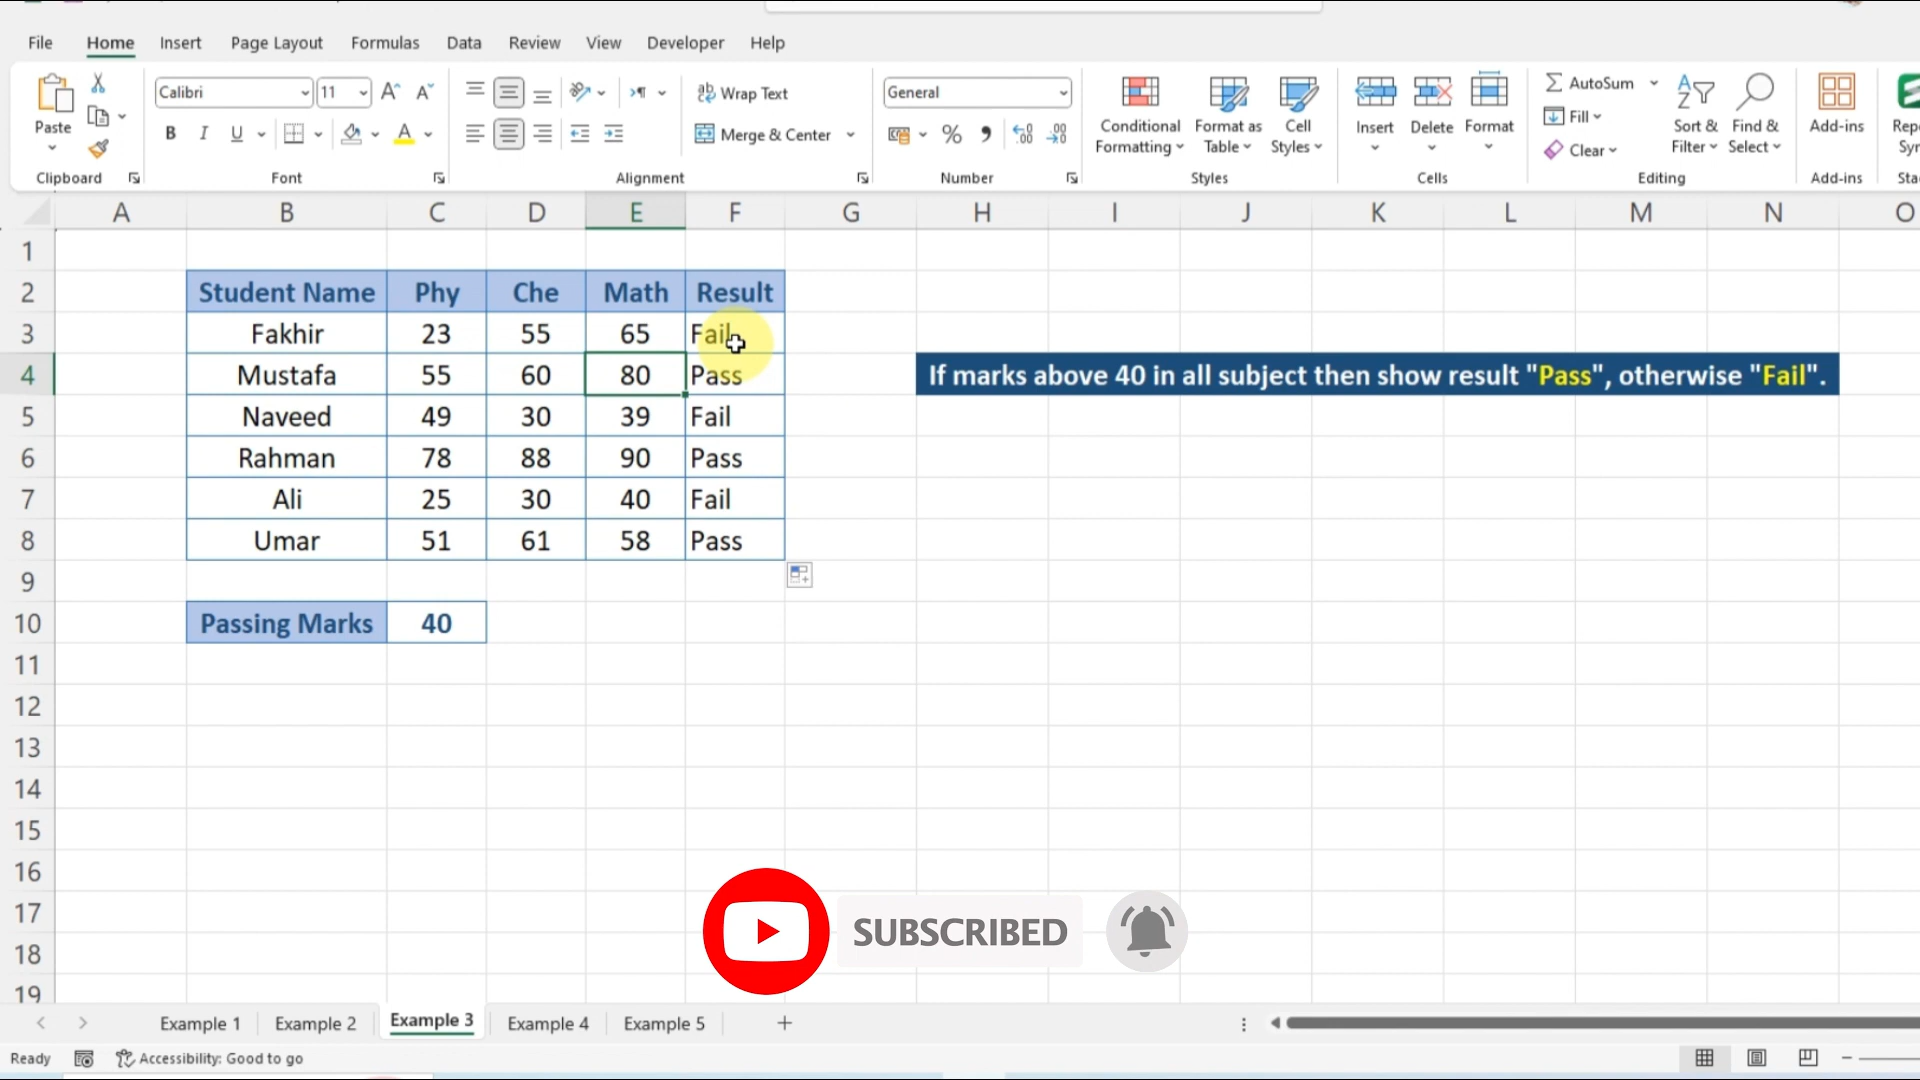 File Home Insert Page Layout Formulas Data Review View Developer Help
Calibri 11 Wrap Text General AutoSum
Paste Merge & Center Conditional Formatting Format as Table Cell Styles Insert Delete Format Fill Clear Sort & Filter Find & Select Add-ins
Clipboard Font Alignment Number Styles Cells Editing Add-ins
A B C D E F G H I J K L M N O
1
2 Student Name Phy Che Math Result
3 Fakhir 23 55 65 Fail
4 Mustafa 55 60 80 Pass If marks above 40 in all subject then show result "Pass", otherwise "Fail".
5 Naveed 49 30 39 Fail
6 Rahman 78 88 90 Pass
7 Ali 25 30 40 Fail
8 Umar 51 61 58 Pass
9
10 Passing Marks 40
11
12
13
14
15
16
17 SUBSCRIBED
18
19
Example 1 Example 2 Example 3 Example 4 Example 5
Ready Accessibility: Good to go